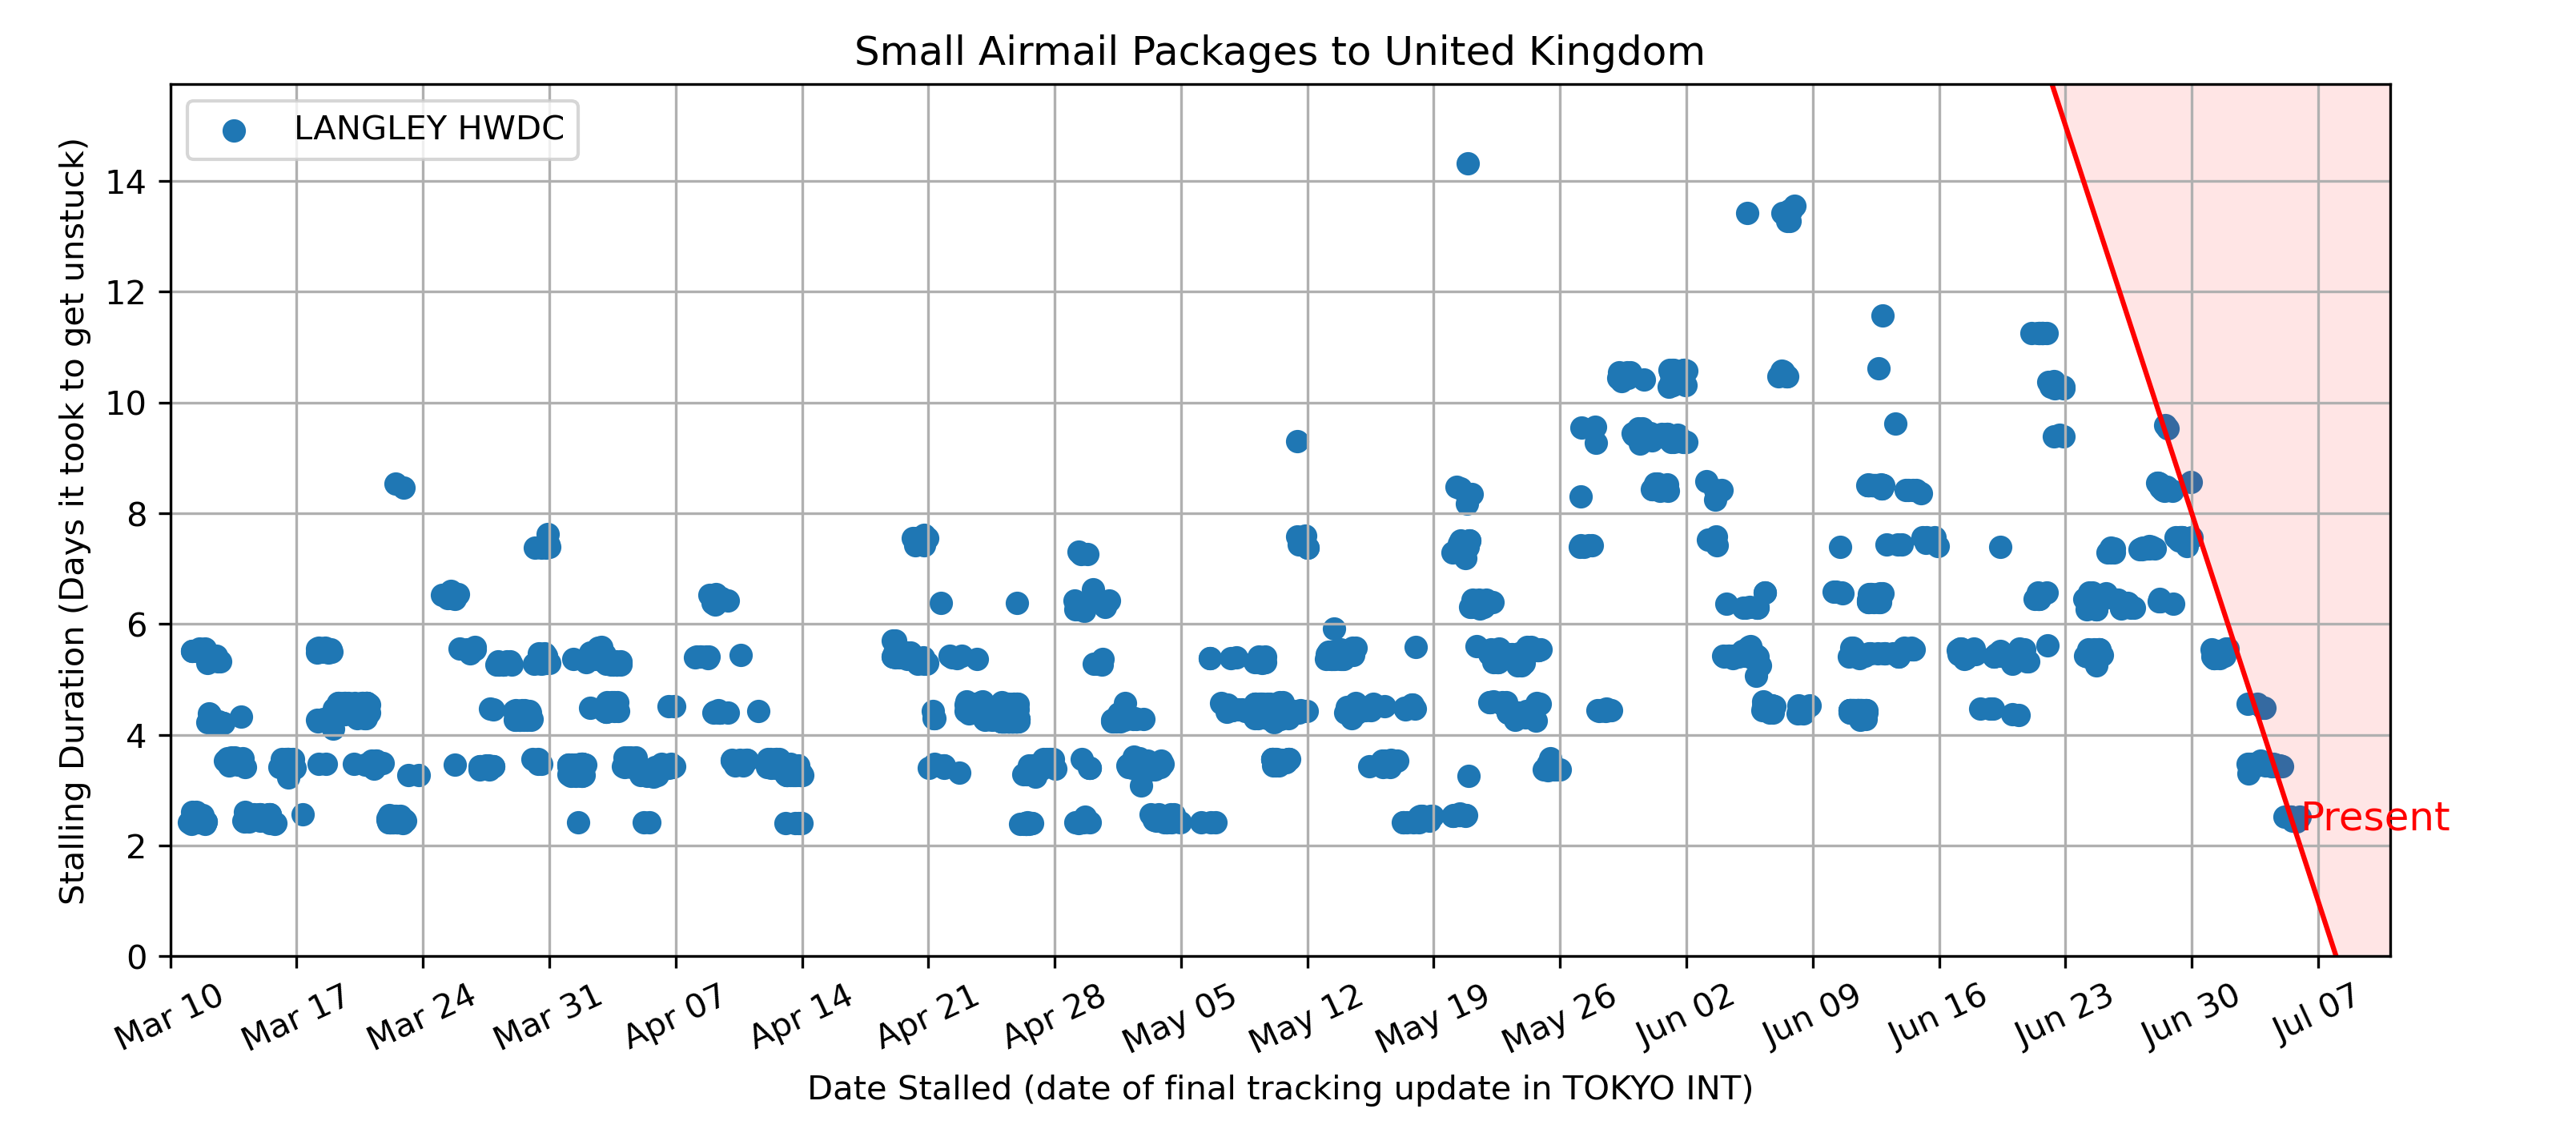 Small Airmail Packages to United Kingdom
LANGLEY HWDC
Stalling Duration (Days it took to get unstuck)
14
12
10
8
6
4
2
0
Present
Mar 10
Mar 17
Mar 24
Mar 31
Apr 07
Apr 14
Apr 21
Apr 28
May 05
May 12
May 19
May 26
Jun 02
Jun 09
Jun 16
Jun 23
Jun 30
Jul 07
Date Stalled (date of final tracking update in TOKYO INT)